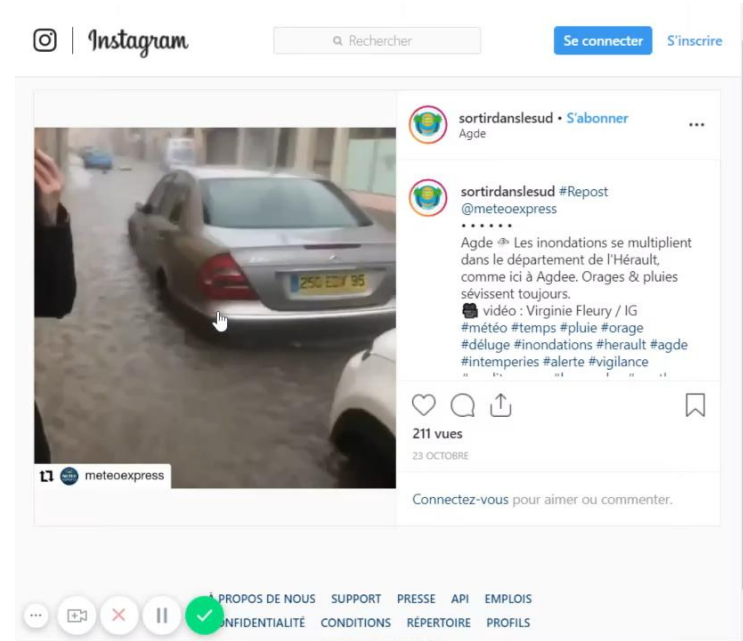 Instagram
Rechercher
Se connecter
S'inscrire
sortirdanslesud • S'abonner
Agde
sortirdanslesud #Repost
@meteoexpress
• • • • • •
Agde Les inondations se multiplient
dans le département de l'Hérault,
comme ici à Agdee. Orages & pluies
sévissent toujours.
vidéo : Virginie Fleury / IG
#météo #temps #pluie #orage
#déluge #inondations #herault #agde
#intemperies #alerte #vigilance
211 vues
23 OCTOBRE
Connectez-vous pour aimer ou commenter.
meteoexpress
À PROPOS DE NOUS SUPPORT PRESSE API EMPLOIS
NFIDENTIALITÉ CONDITIONS RÉPERTOIRE PROFILS